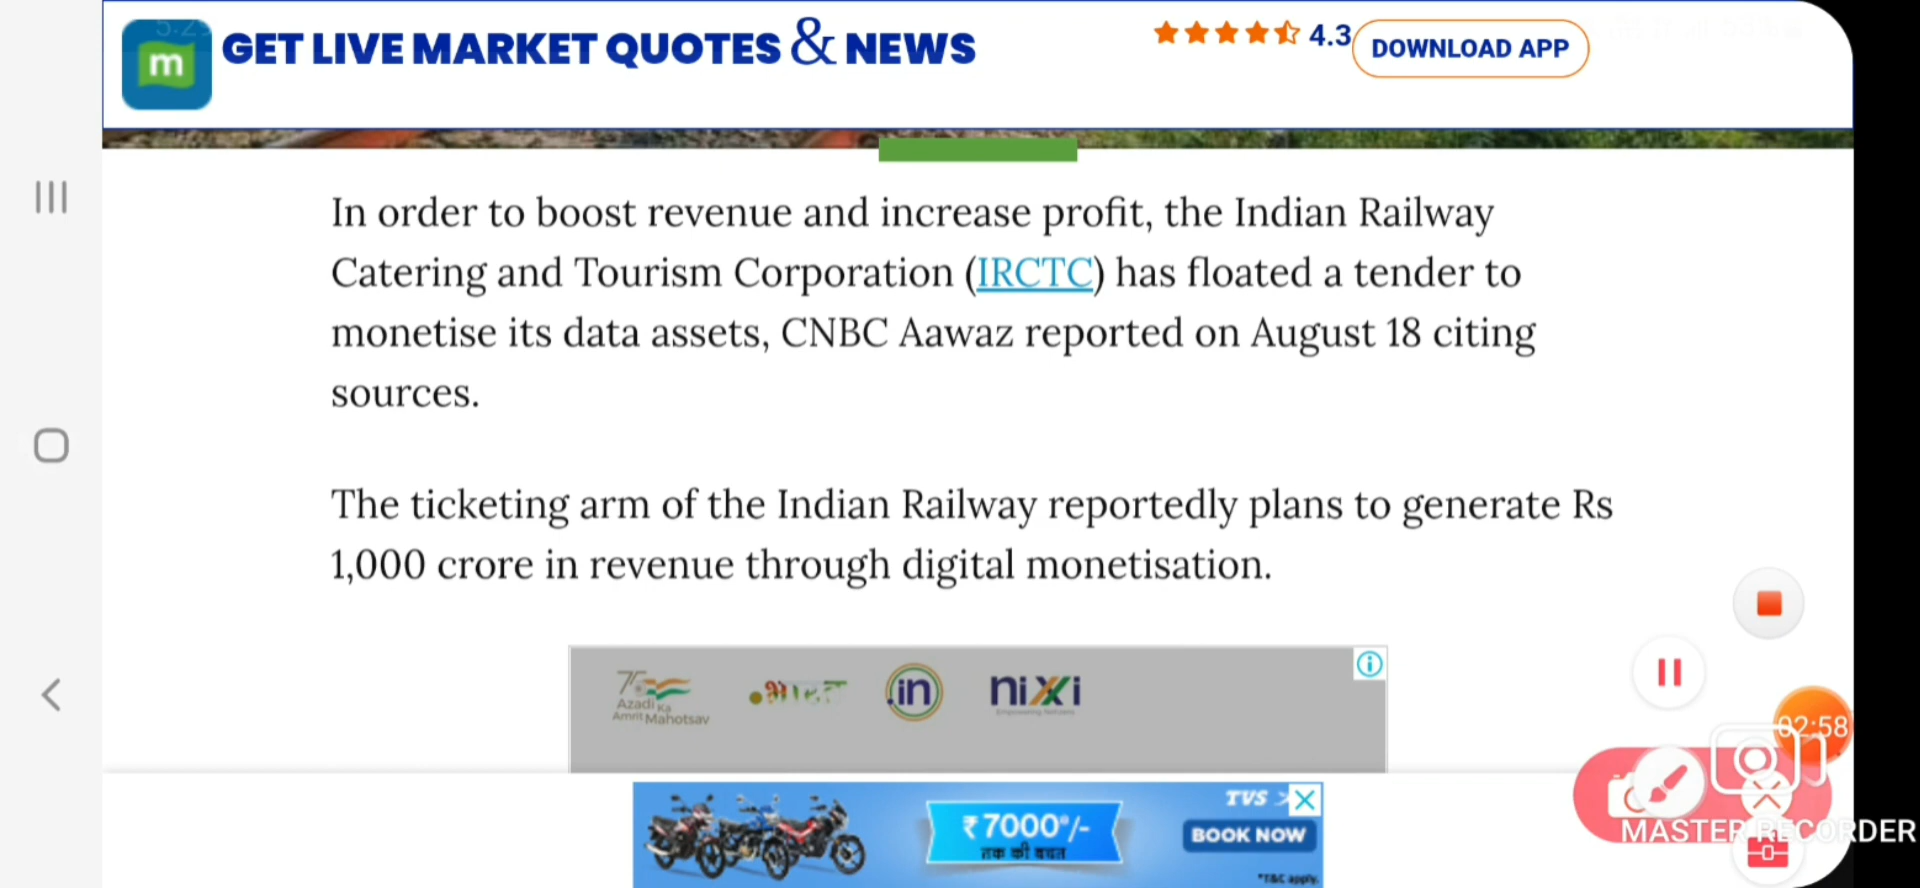 GET LIVE MARKET QUOTES & NEWS
4.3
DOWNLOAD APP
m
In order to boost revenue and increase profit, the Indian Railway
Catering and Tourism Corporation (IRCTC) has floated a tender to
monetise its data assets, CNBC Aawaz reported on August 18 citing
sources.
The ticketing arm of the Indian Railway reportedly plans to generate Rs
1,000 crore in revenue through digital monetisation.
75
Azadi Ka
Amrit Mahotsav
.in
nixi
02:58
TVS
₹7000*/-
तक की बचत
BOOK NOW
*T&C apply.
MASTER RECORDER